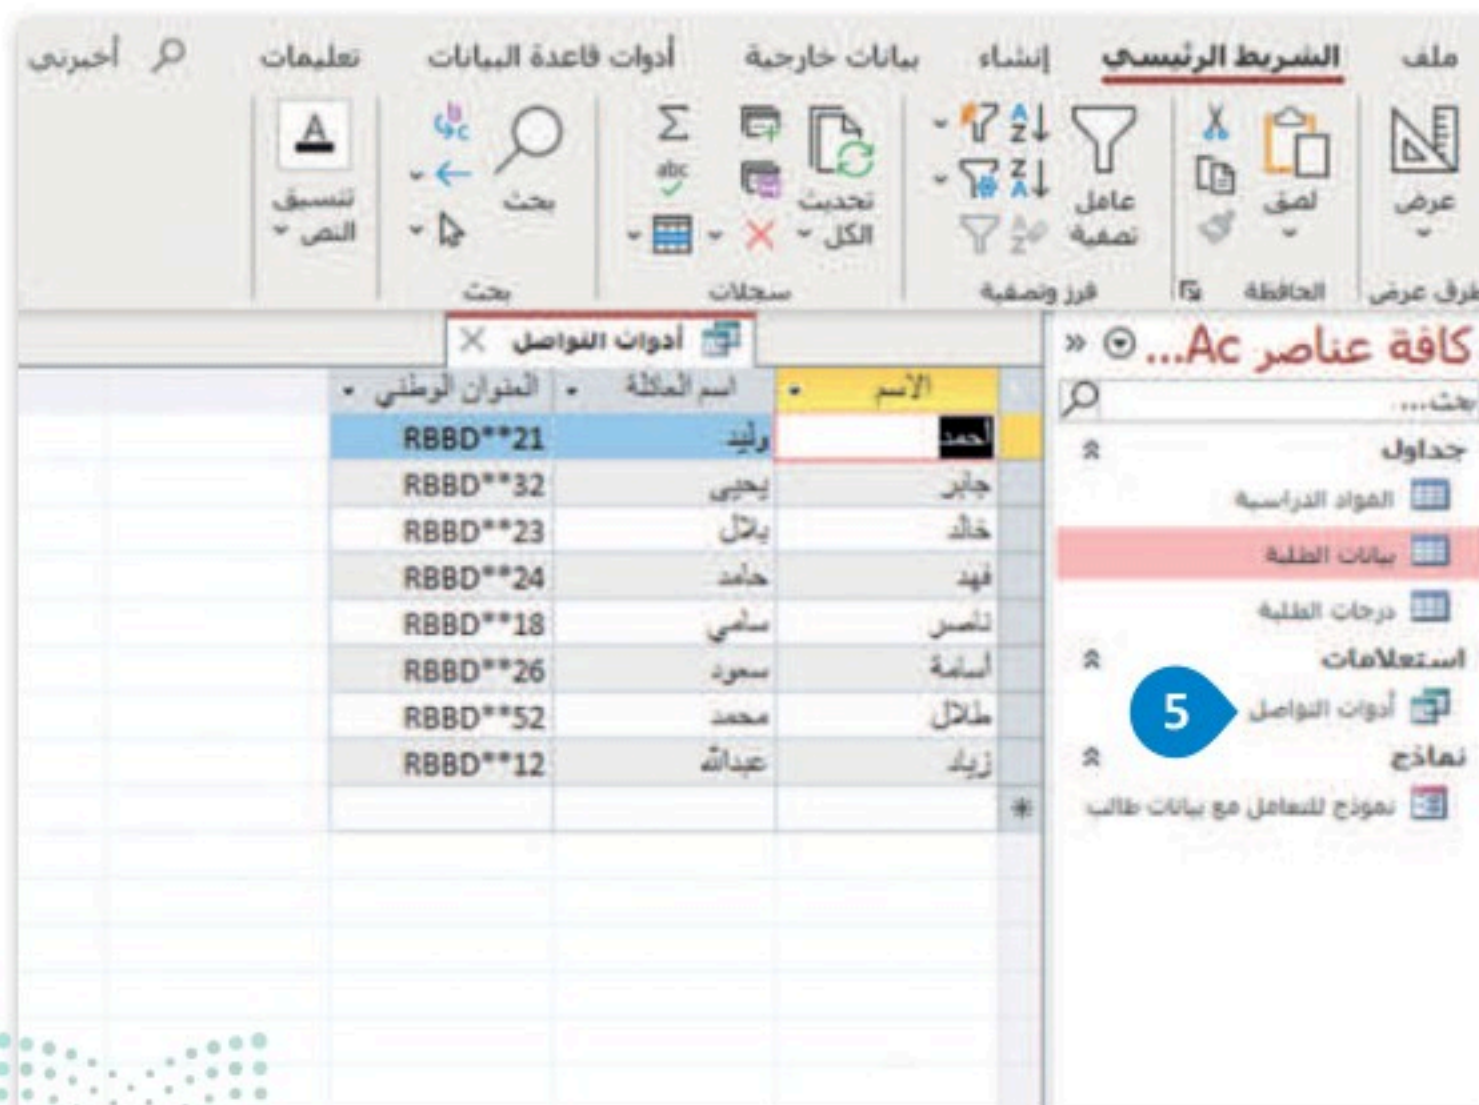 ملف الشريط الرئيسي إنشاء بيانات خارجية أدوات قاعدة البيانات تعليمات أخبرني
عرض
لصق
عامل تصفية
تحديث الكل
abc
بحث
تنسيق النص
طرق عرض الحافظة فرز وتصفية سجلات بحث
كافة عناصر Ac...
بحث...
جداول
المواد الدراسية
بيانات الطلبة
درجات الطلبة
استعلامات
أدوات التواصل
5
نماذج
نموذج للتعامل مع بيانات طالب
أدوات التواصل
الاسم اسم العائلة العنوان الوطني
أحمد وليد RBBD**21
جابر يحيى RBBD**32
خالد بلال RBBD**23
فهد حامد RBBD**24
ناصر سامي RBBD**18
أسامة سعود RBBD**26
طلال محمد RBBD**52
زياد عبدالله RBBD**12